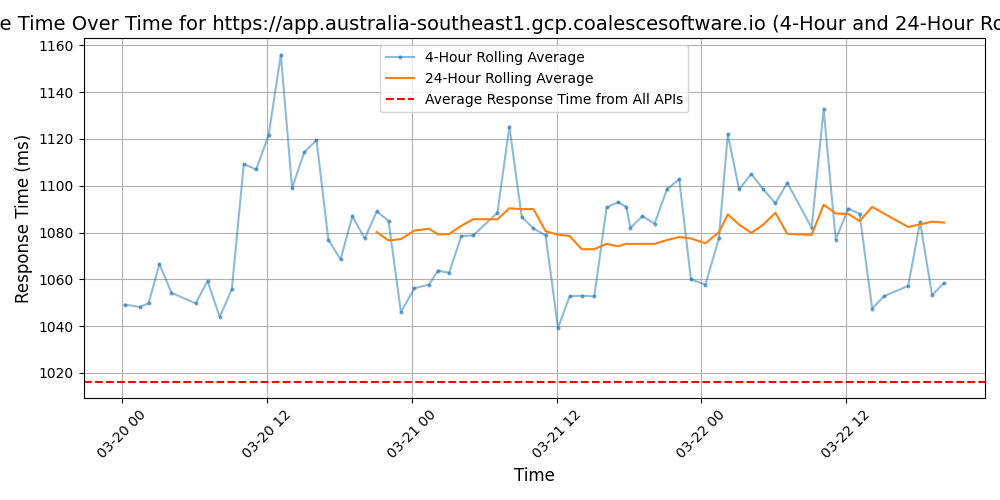 e Time Over Time for https://app.australia-southeast1.gcp.coalescesoftware.io (4-Hour and 24-Hour Ro
4-Hour Rolling Average
24-Hour Rolling Average
Average Response Time from All APIs
Response Time (ms)
1160
1140
1120
1100
1080
1060
1040
1020
03-20 00
03-20 12
03-21 00
03-21 12
03-22 00
03-22 12
Time